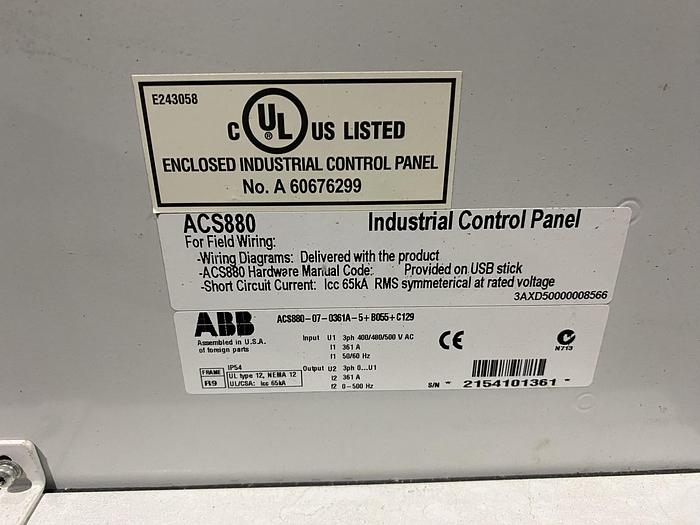 E243058
C UL US LISTED
®
ENCLOSED INDUSTRIAL CONTROL PANEL
No. A 60676299
ACS880 Industrial Control Panel
For Field Wiring:
-Wiring Diagrams: Delivered with the product
-ACS880 Hardware Manual Code: Provided on USB stick
-Short Circuit Current: Icc 65kA RMS symmeterical at rated voltage
3AXD50000008566
ABB ACS880-07-0361A-5+B055+C129
Assembled in U.S.A.
of foreign parts
Input U1 3ph 400/480/500 V AC
I1 361 A
f1 50/60 Hz
CE
N713
FRAME
R9
IP54
UL type 12, NEMA 12
UL/CSA: Icc 65kA
Output U2 3ph 0...U1
I2 361 A
f2 0-500 Hz
S/N * 2154101361 *